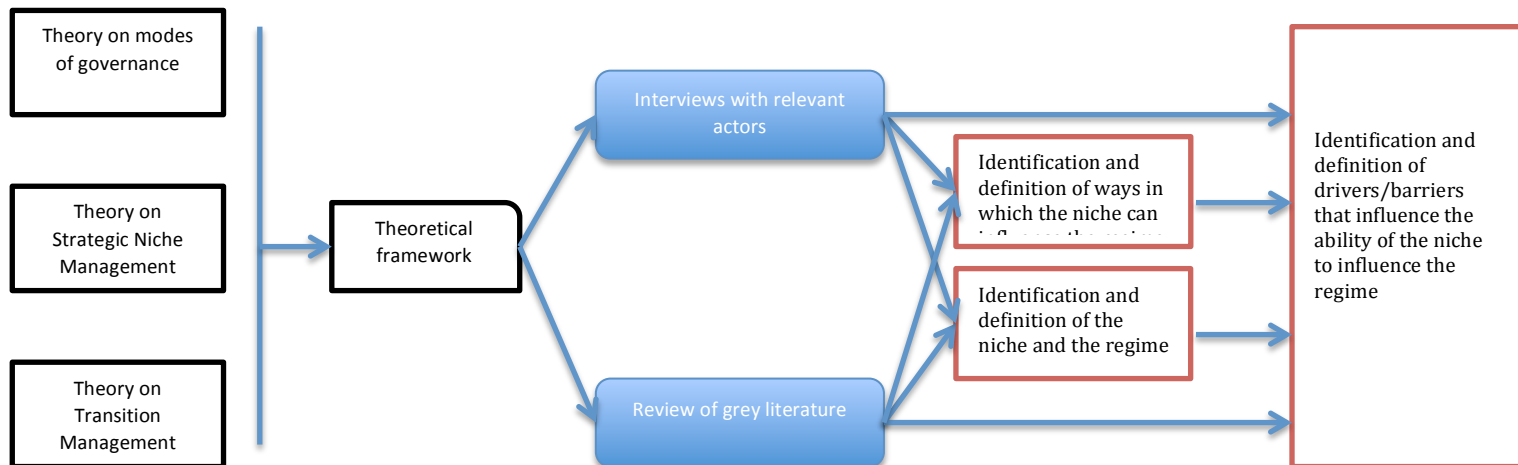 Theory on modes
of governance
Theory on
Strategic Niche
Management
Theory on
Transition
Management
Theoretical
framework
Interviews with relevant
actors
Review of grey literature
Identification and
definition of ways in
which the niche can
Identification and
definition of the
niche and the regime
Identification and
definition of
drivers/barriers
that influence the
ability of the niche
to influence the
regime